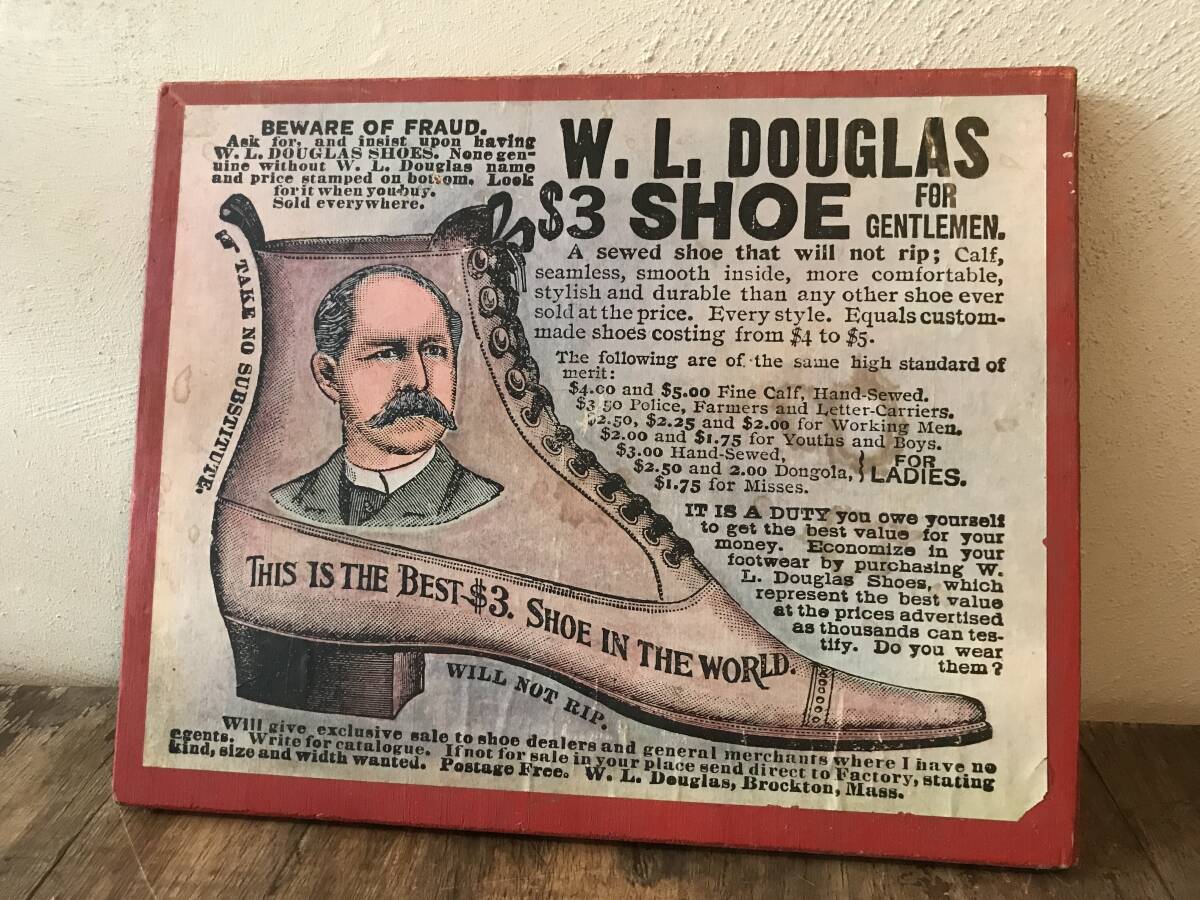 BEWARE OF FRAUD.
Ask for, and insist upon having
W. L. DOUGLAS SHOES. None gen-
uine without W. L. Douglas name
and price stamped on bottom. Look
for it when you buy.
Sold everywhere.
W. L. DOUGLAS
$3 SHOE FOR
GENTLEMEN.
A sewed shoe that will not rip; Calf,
seamless, smooth inside, more comfortable,
stylish and durable than any other shoe ever
sold at the price. Every style. Equals custom-
made shoes costing from $4 to $5.
The following are of the same high standard of
merit:
$4.00 and $5.00 Fine Calf, Hand-Sewed.
$3.50 Police, Farmers and Letter-Carriers.
$2.50, $2.25 and $2.00 for Working Men.
$2.00 and $1.75 for Youths and Boys.
$3.00 Hand-Sewed,
$2.50 and 2.00 Dongola,
$1.75 for Misses.
FOR
LADIES.
IT IS A DUTY you owe yourself
to get the best value for your
money. Economize in your
footwear by purchasing W.
L. Douglas Shoes, which
represent the best value
at the prices advertised
as thousands can tes-
tify. Do you wear
them?
TAKE NO SUBSTITUTE.
THIS IS THE BEST $3. SHOE IN THE WORLD.
WILL NOT RIP.
Will give exclusive sale to shoe dealers and general merchants where I have no
agents. Write for catalogue. If not for sale in your place send direct to Factory, stating
kind, size and width wanted. Postage Free. W. L. Douglas, Brockton, Mass.